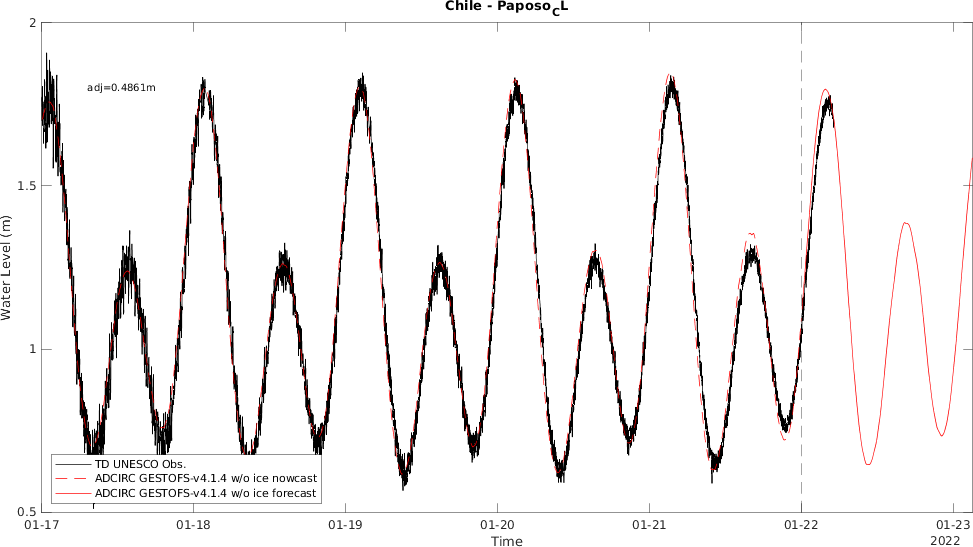 Chile - Paposo_CL
2
adj=0.4861m
1.5
Water Level (m)
1
TD UNESCO Obs.
ADCIRC GESTOFS-v4.1.4 w/o ice nowcast
ADCIRC GESTOFS-v4.1.4 w/o ice forecast
0.5
01-17 01-18 01-19 01-20 01-21 01-22 01-23
Time
2022